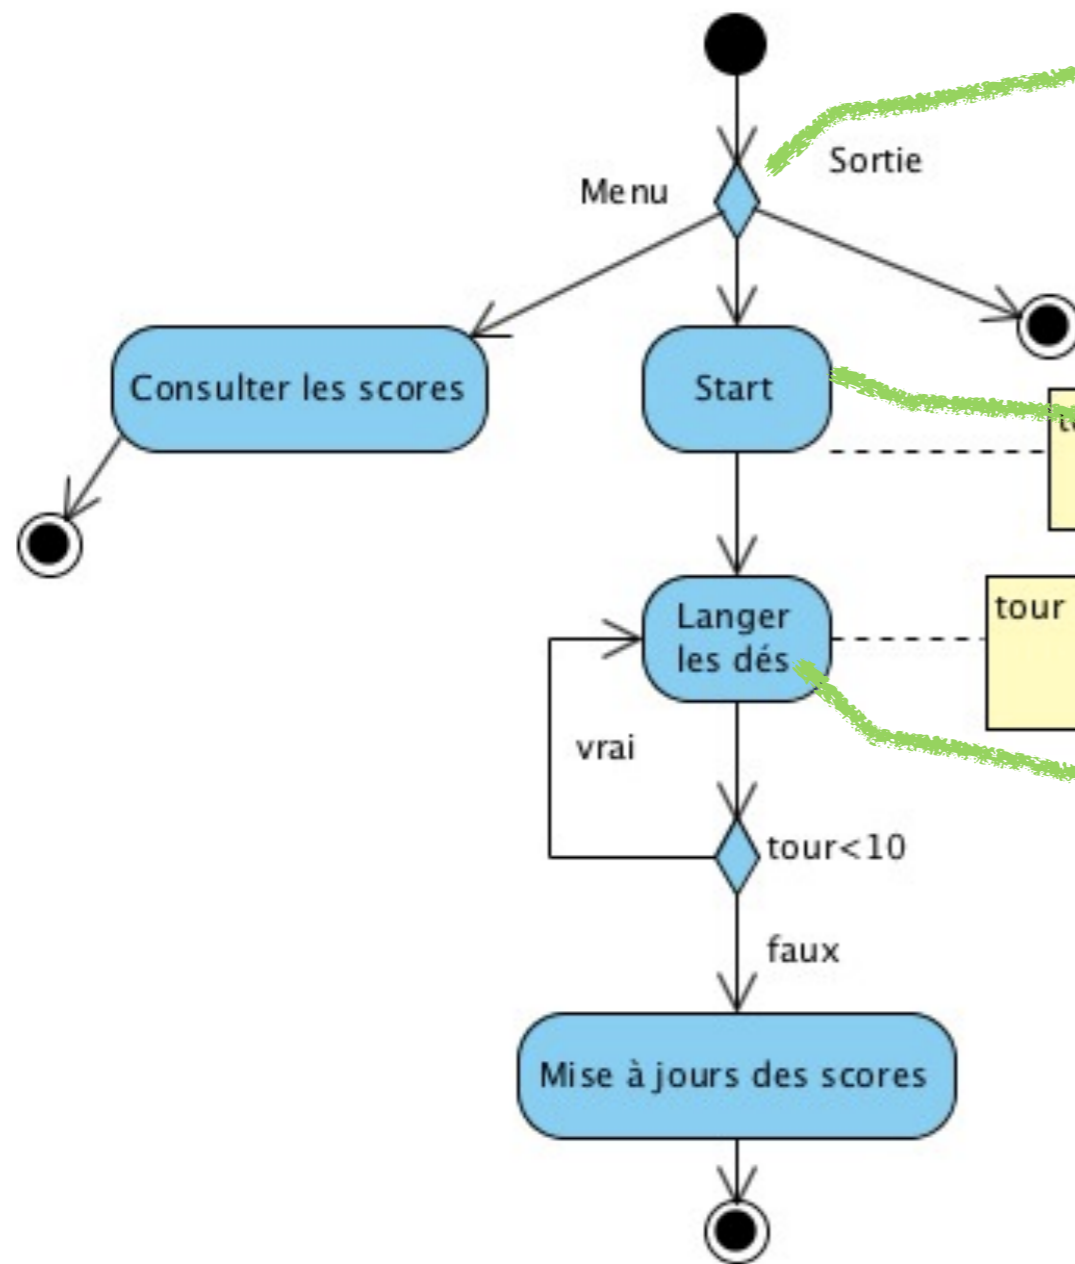 Sortie
Menu
Consulter les scores
Start
Langer
les dés
tour
vrai
tour<10
faux
Mise à jours des scores